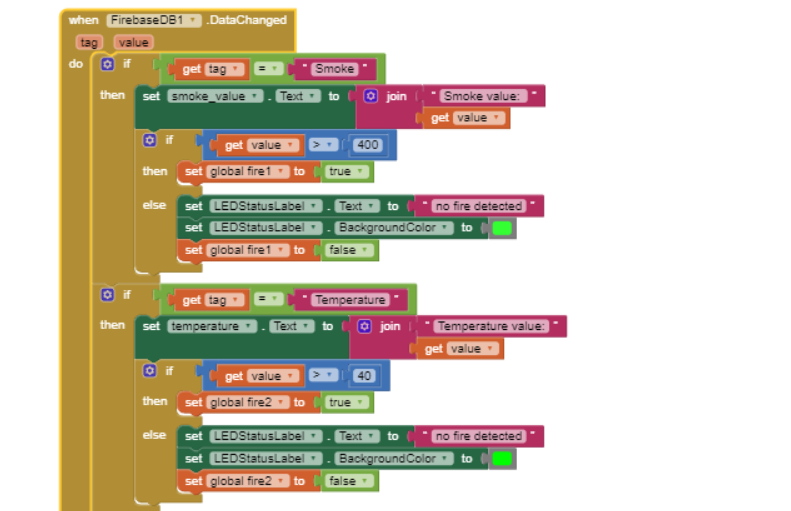 when FirebaseDB1 .DataChanged
tag value
do if get tag = " Smoke "
then set smoke_value . Text to join " Smoke value: "
get value
if get value > 400
then set global fire1 to true
else set LEDStatusLabel . Text to " no fire detected "
set LEDStatusLabel . BackgroundColor to
set global fire1 to false
if get tag = " Temperature "
then set temperature . Text to join " Temperature value: "
get value
if get value > 40
then set global fire2 to true
else set LEDStatusLabel . Text to " no fire detected "
set LEDStatusLabel . BackgroundColor to
set global fire2 to false